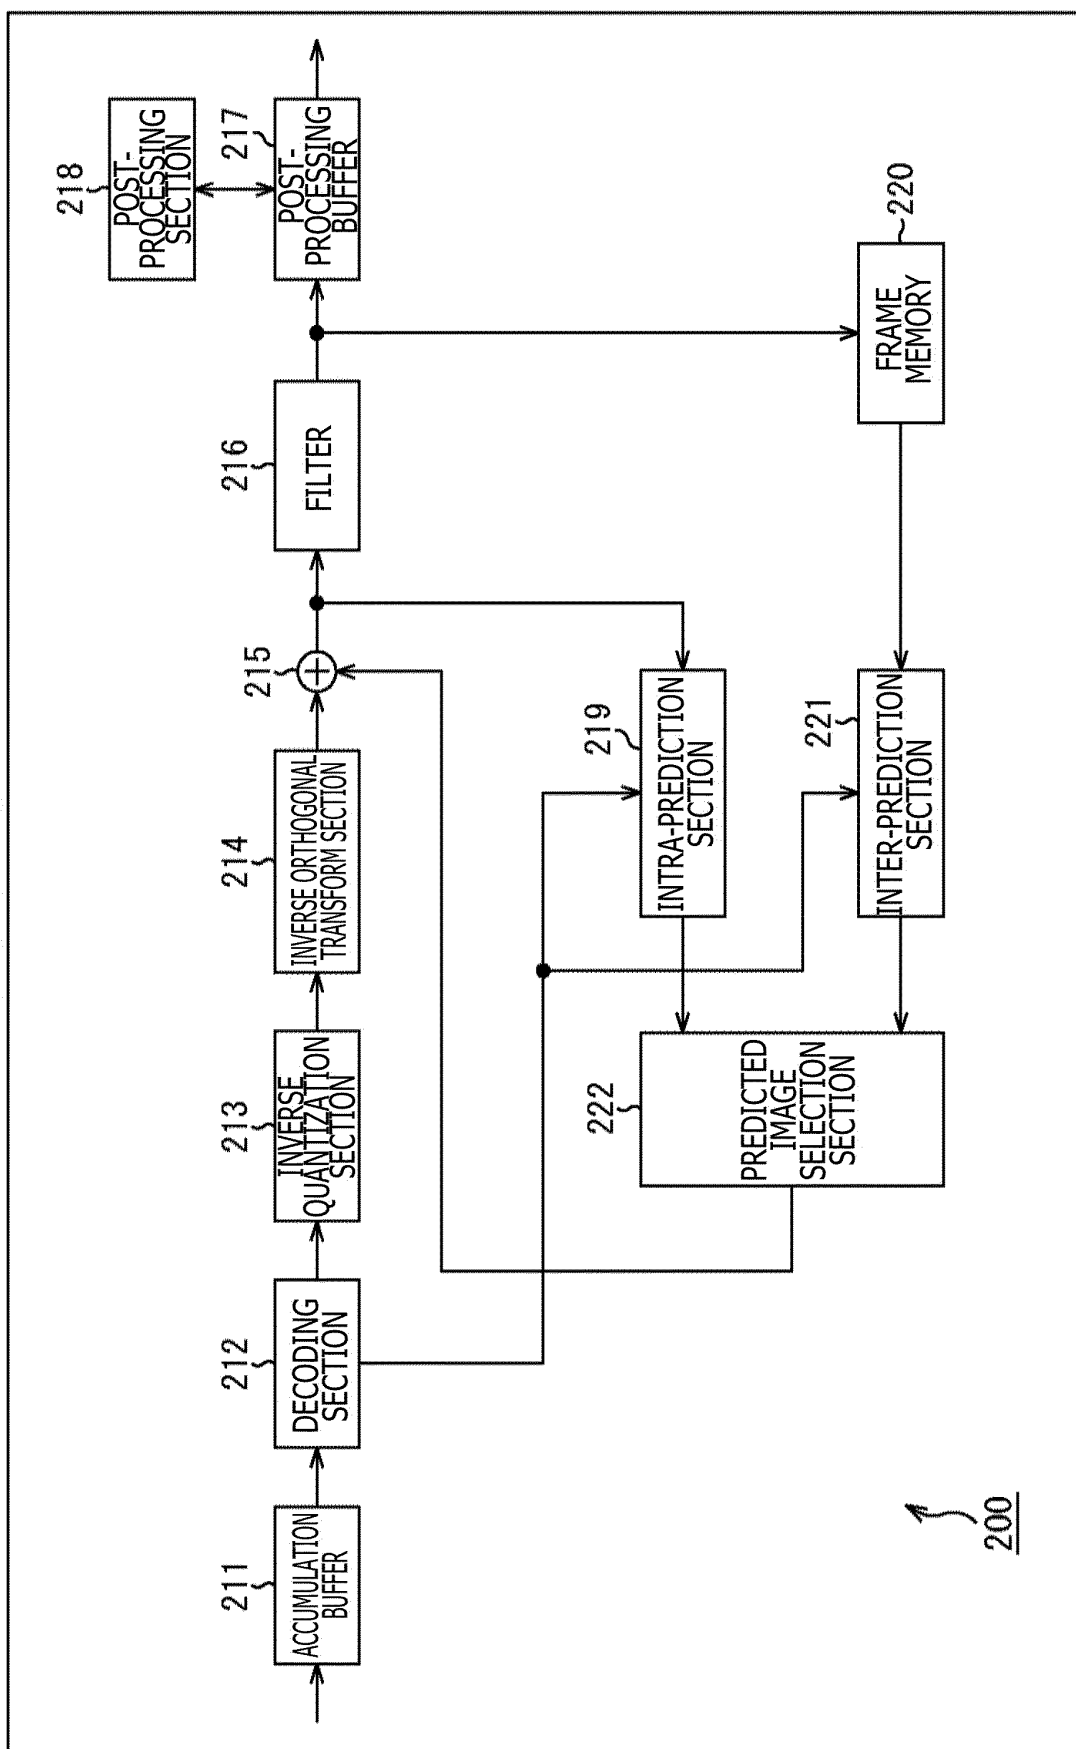 218
POST-
PROCESSING
SECTION
211
ACCUMULATION
BUFFER
212
DECODING
SECTION
213
INVERSE
QUANTIZATION
SECTION
214
INVERSE ORTHOGONAL
TRANSFORM SECTION
215
216
FILTER
217
POST-
PROCESSING
BUFFER
222
PREDICTED
IMAGE
SELECTION
SECTION
219
INTRA-PREDICTION
SECTION
221
INTER-PREDICTION
SECTION
220
FRAME
MEMORY
200